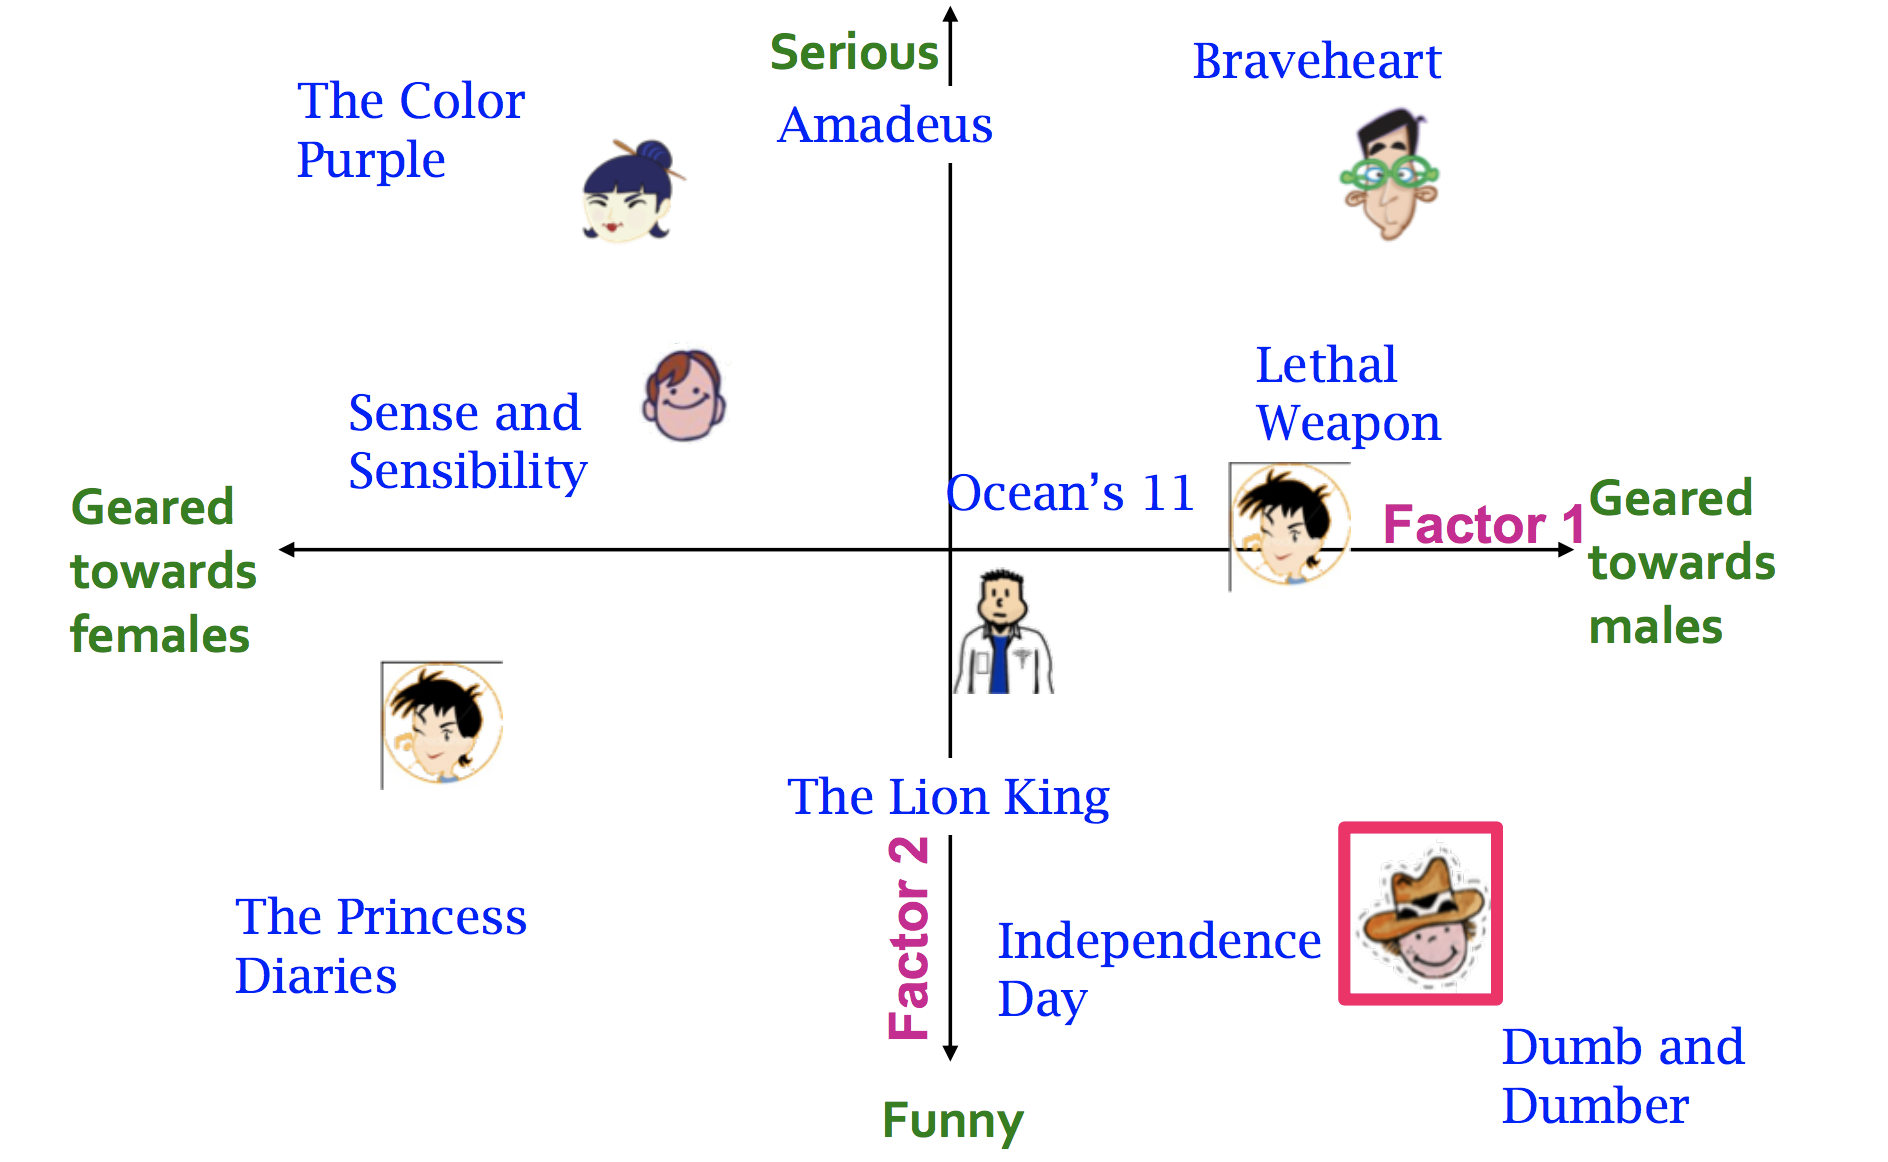 Serious
Braveheart
The Color
Purple
Amadeus
Lethal
Weapon
Sense and
Sensibility
Ocean's 11
Factor 1
Geared
towards
females
Geared
towards
males
The Lion King
Factor 2
The Princess
Diaries
Independence
Day
Dumb and
Dumber
Funny